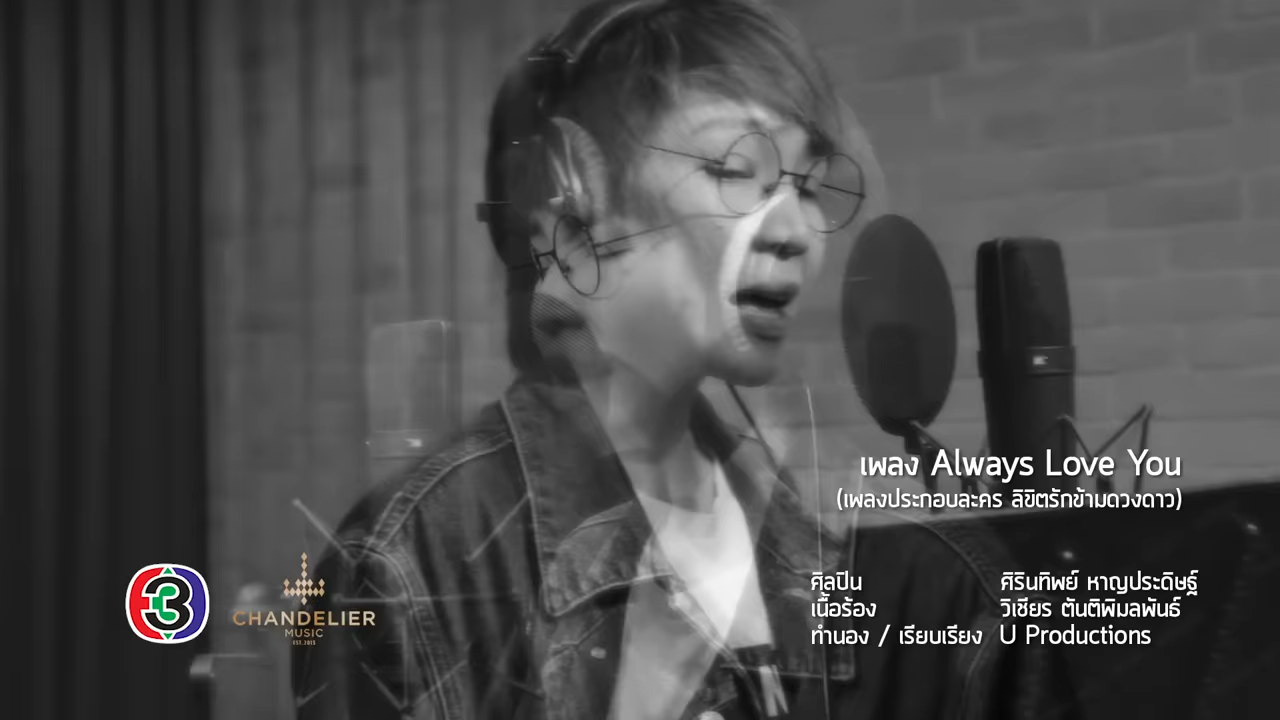 เพลง Always Love You
(เพลงประกอบละคร ลิขิตรักข้ามดวงดาว)
ศิลปิน ศิรินทิพย์ หาญประดิษฐ์
เนื้อร้อง วิเชียร ตันติพิมลพันธ์
ทำนอง / เรียบเรียง U Productions
3
CHANDELIER
MUSIC
EST.2013